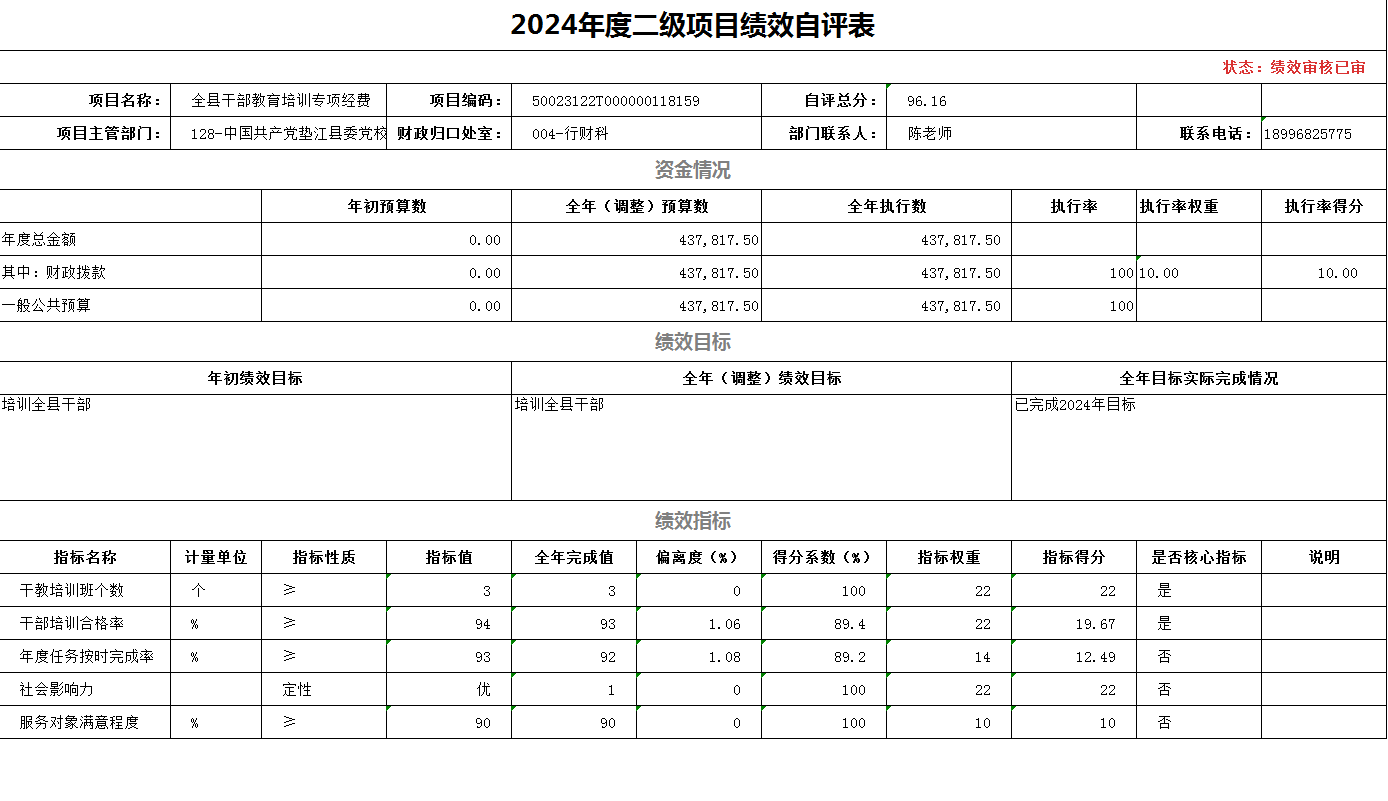 2024年度二级项目绩效自评表
状态：绩效审核已审
项目名称： 全县干部教育培训专项经费 项目编码： 50023122T000000118159 自评总分： 96.16
项目主管部门： 128-中国共产党垫江县委党校 财政归口处室： 004-行财科 部门联系人： 陈老师 联系电话： 18996825775
资金情况
年初预算数 全年（调整）预算数 全年执行数 执行率 执行率权重 执行率得分
年度总金额 0.00 437,817.50 437,817.50
其中：财政拨款 0.00 437,817.50 437,817.50 100 10.00 10.00
一般公共预算 0.00 437,817.50 437,817.50 100
绩效目标
年初绩效目标 全年（调整）绩效目标 全年目标实际完成情况
培训全县干部 培训全县干部 已完成2024年目标
绩效指标
指标名称 计量单位 指标性质 指标值 全年完成值 偏离度（%） 得分系数（%） 指标权重 指标得分 是否核心指标 说明
干教培训班个数 个 ≥ 3 3 0 100 22 22 是
干部培训合格率 % ≥ 94 93 1.06 89.4 22 19.67 是
年度任务按时完成率 % ≥ 93 92 1.08 89.2 14 12.49 否
社会影响力 定性 优 1 0 100 22 22 否
服务对象满意程度 % ≥ 90 90 0 100 10 10 否